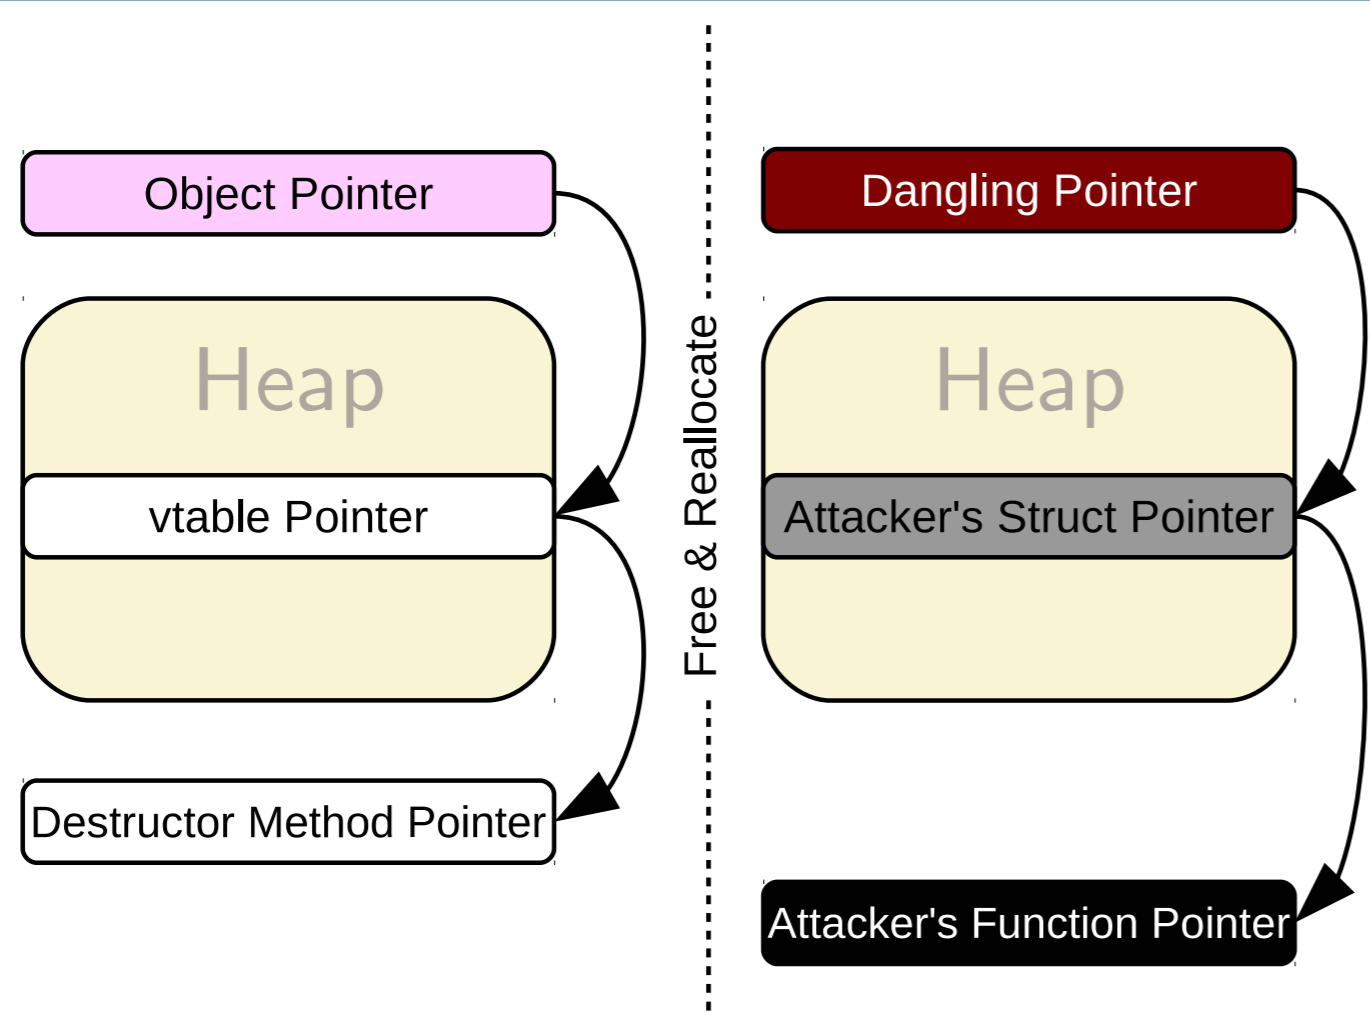 Object Pointer
Heap
vtable Pointer
Destructor Method Pointer
Free & Reallocate
Dangling Pointer
Heap
Attacker's Struct Pointer
Attacker's Function Pointer